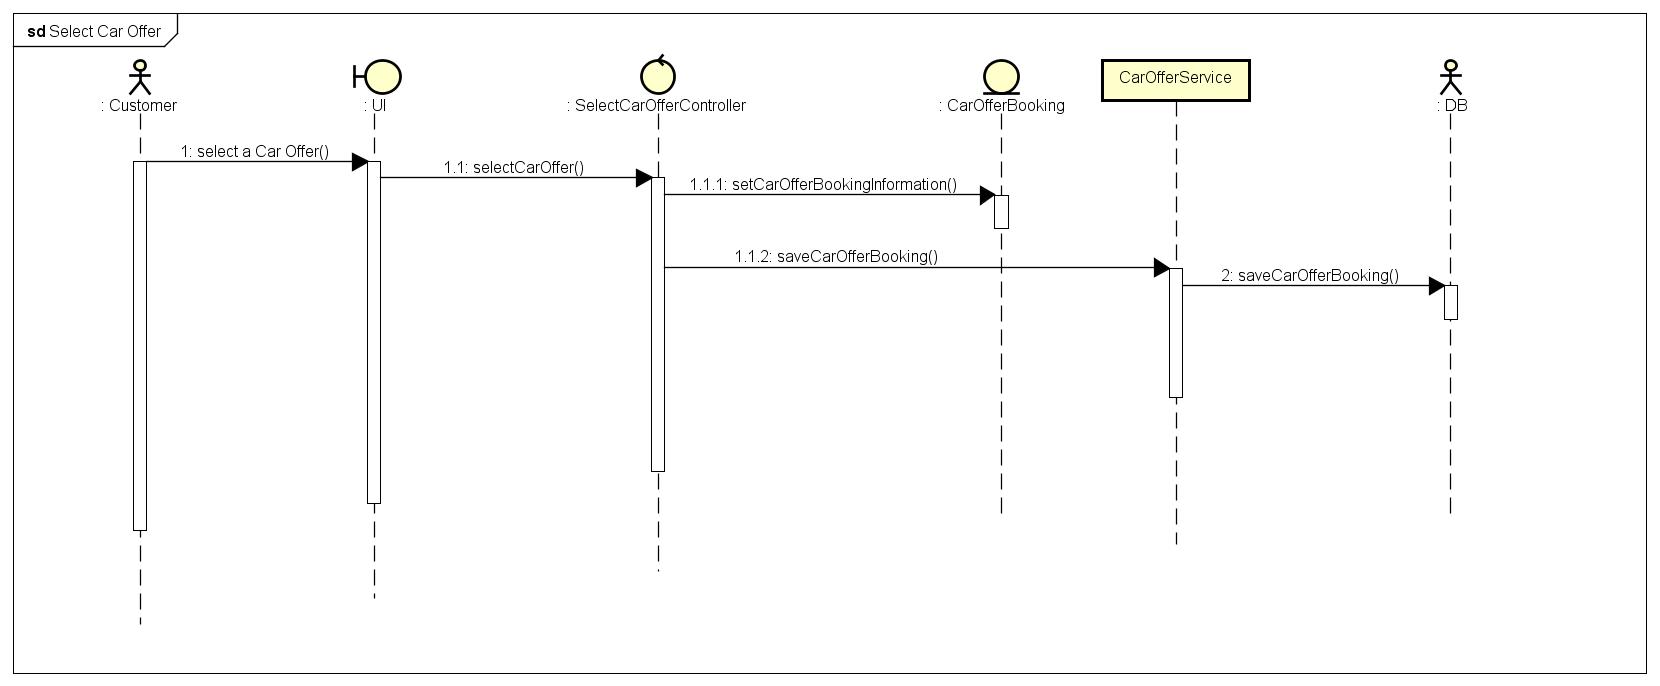 sd Select Car Offer
: Customer
: UI
: SelectCarOfferController
: CarOfferBooking
CarOfferService
: DB
1: select a Car Offer()
1.1: selectCarOffer()
1.1.1: setCarOfferBookingInformation()
1.1.2: saveCarOfferBooking()
2: saveCarOfferBooking()